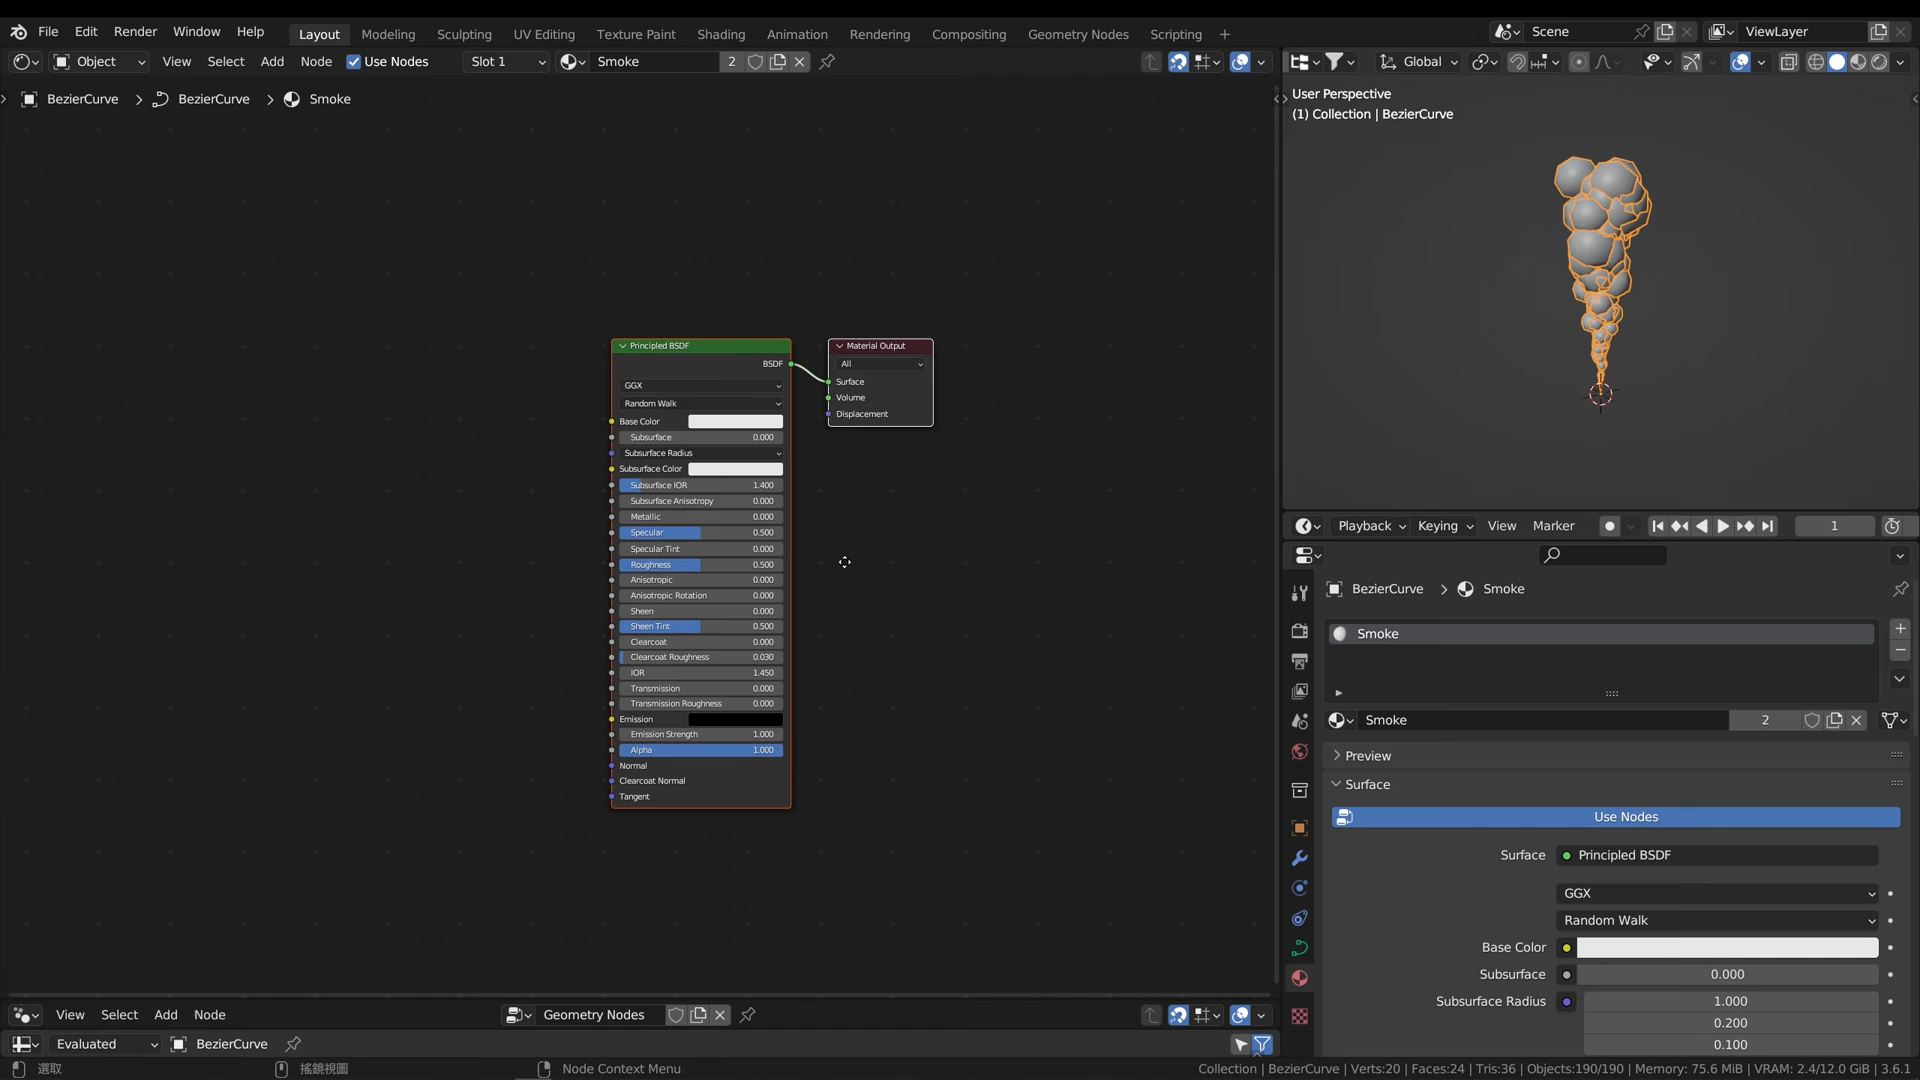 File Edit Render Window Help Layout Modeling Sculpting UV Editing Texture Paint Shading Animation Rendering Compositing Geometry Nodes Scripting + Scene ViewLayer
Object View Select Add Node Use Nodes Slot 1 Smoke 2 Global
BezierCurve > BezierCurve > Smoke
User Perspective
(1) Collection | BezierCurve
Principled BSDF
BSDF
GGX
Random Walk
Base Color
Subsurface 0.000
Subsurface Radius
Subsurface Color
Subsurface IOR 1.400
Subsurface Anisotropy 0.000
Metallic 0.000
Specular 0.500
Specular Tint 0.000
Roughness 0.500
Anisotropic 0.000
Anisotropic Rotation 0.000
Sheen 0.000
Sheen Tint 0.500
Clearcoat 0.000
Clearcoat Roughness 0.030
IOR 1.450
Transmission 0.000
Transmission Roughness 0.000
Emission
Emission Strength 1.000
Alpha 1.000
Normal
Clearcoat Normal
Tangent
Material Output
All
Surface
Volume
Displacement
Playback Keying View Marker 1
BezierCurve > Smoke
Smoke
Smoke 2
Preview
Surface
Use Nodes
Surface Principled BSDF
GGX
Random Walk
Base Color
Subsurface 0.000
Subsurface Radius 1.000
0.200
0.100
View Select Add Node Geometry Nodes
Evaluated BezierCurve
選取 搖鏡視圖 Node Context Menu Collection | BezierCurve | Verts:20 | Faces:24 | Tris:36 | Objects:190/190 | Memory: 75.6 MiB | VRAM: 2.4/12.0 GiB | 3.6.1